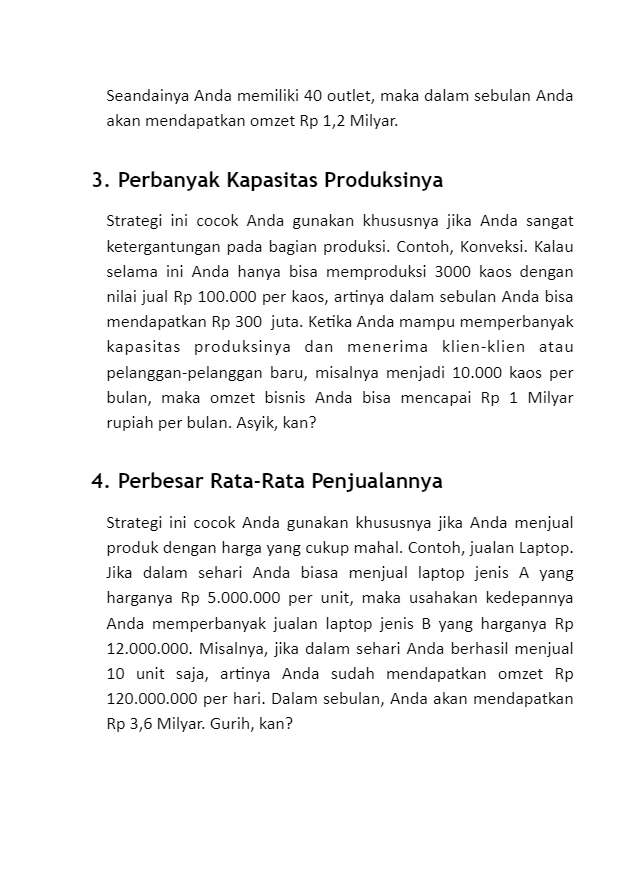 Seandainya Anda memiliki 40 outlet, maka dalam sebulan Anda
akan mendapatkan omzet Rp 1,2 Milyar.
3. Perbanyak Kapasitas Produksinya
Strategi ini cocok Anda gunakan khususnya jika Anda sangat
ketergantungan pada bagian produksi. Contoh, Konveksi. Kalau
selama ini Anda hanya bisa memproduksi 3000 kaos dengan
nilai jual Rp 100.000 per kaos, artinya dalam sebulan Anda bisa
mendapatkan Rp 300 juta. Ketika Anda mampu memperbanyak
kapasitas produksinya dan menerima klien-klien atau
pelanggan-pelanggan baru, misalnya menjadi 10.000 kaos per
bulan, maka omzet bisnis Anda bisa mencapai Rp 1 Milyar
rupiah per bulan. Asyik, kan?
4. Perbesar Rata-Rata Penjualannya
Strategi ini cocok Anda gunakan khususnya jika Anda menjual
produk dengan harga yang cukup mahal. Contoh, jualan Laptop.
Jika dalam sehari Anda biasa menjual laptop jenis A yang
harganya Rp 5.000.000 per unit, maka usahakan kedepannya
Anda memperbanyak jualan laptop jenis B yang harganya Rp
12.000.000. Misalnya, jika dalam sehari Anda berhasil menjual
10 unit saja, artinya Anda sudah mendapatkan omzet Rp
120.000.000 per hari. Dalam sebulan, Anda akan mendapatkan
Rp 3,6 Milyar. Gurih, kan?